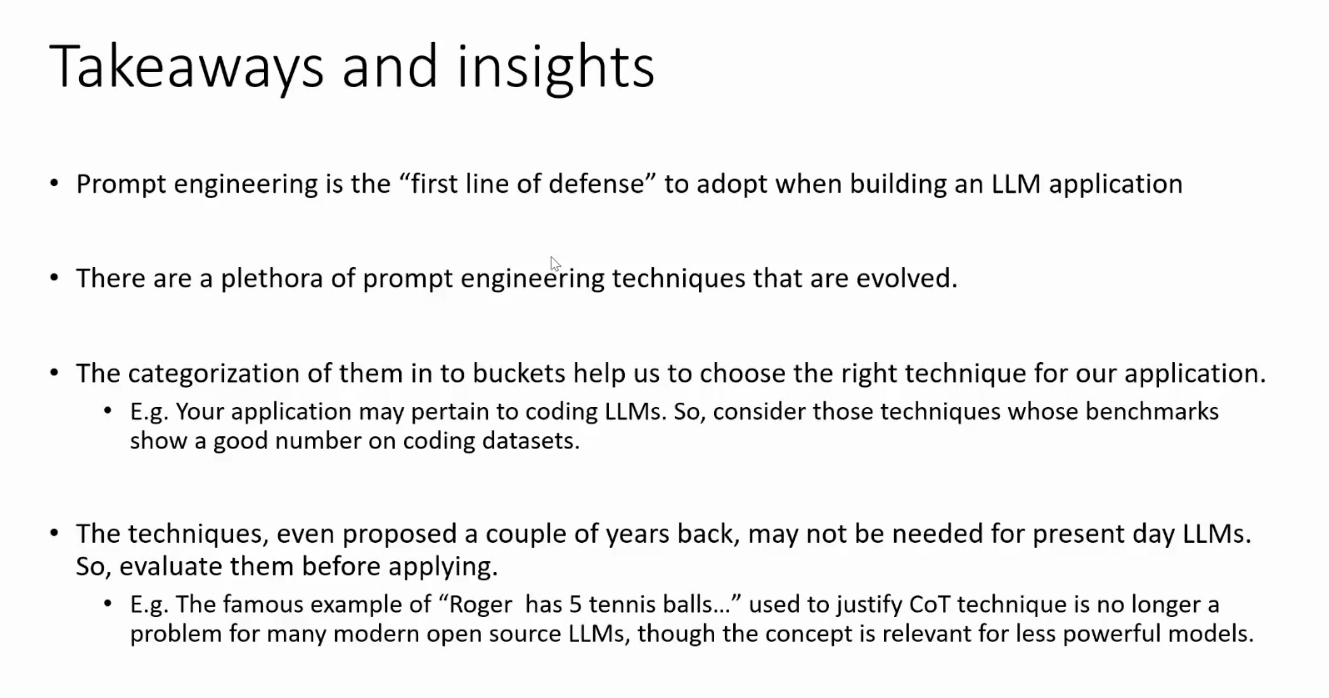 Takeaways and insights
• Prompt engineering is the “first line of defense” to adopt when building an LLM application
• There are a plethora of prompt engineering techniques that are evolved.
• The categorization of them in to buckets help us to choose the right technique for our application.
• E.g. Your application may pertain to coding LLMs. So, consider those techniques whose benchmarks
show a good number on coding datasets.
• The techniques, even proposed a couple of years back, may not be needed for present day LLMs.
So, evaluate them before applying.
• E.g. The famous example of “Roger  has 5 tennis balls…” used to justify CoT technique is no longer a
problem for many modern open source LLMs, though the concept is relevant for less powerful models.